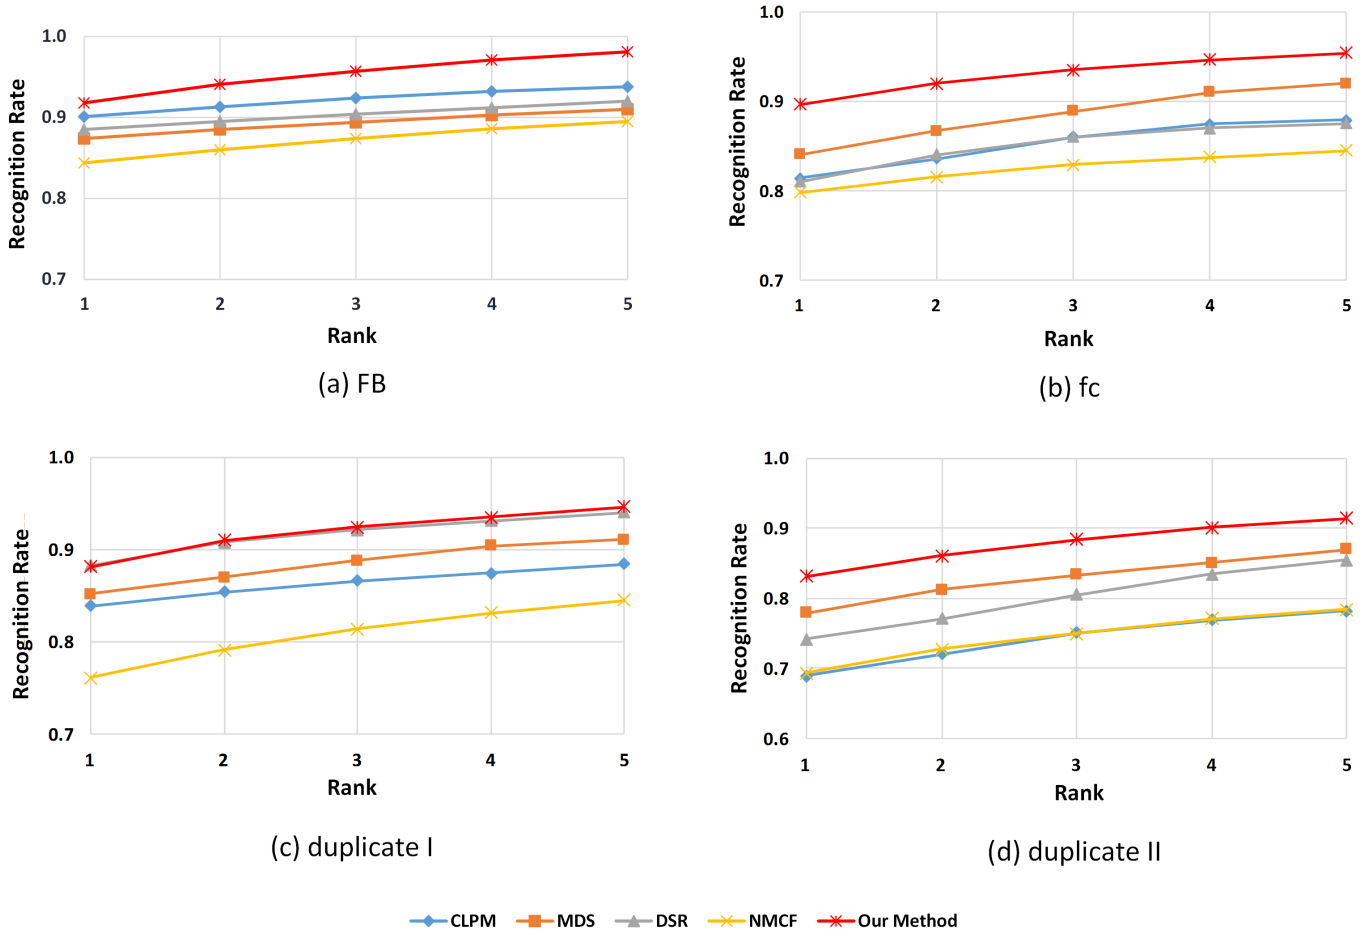 1.0
0.9
0.8
0.7
Recognition Rate
1 2 3 4 5
Rank
(a) FB
1.0
0.9
0.8
0.7
Recognition Rate
1 2 3 4 5
Rank
(b) fc
1.0
0.9
0.8
0.7
Recognition Rate
1 2 3 4 5
Rank
(c) duplicate I
1.0
0.9
0.8
0.7
0.6
Recognition Rate
1 2 3 4 5
Rank
(d) duplicate II
CLPM MDS DSR NMCF Our Method